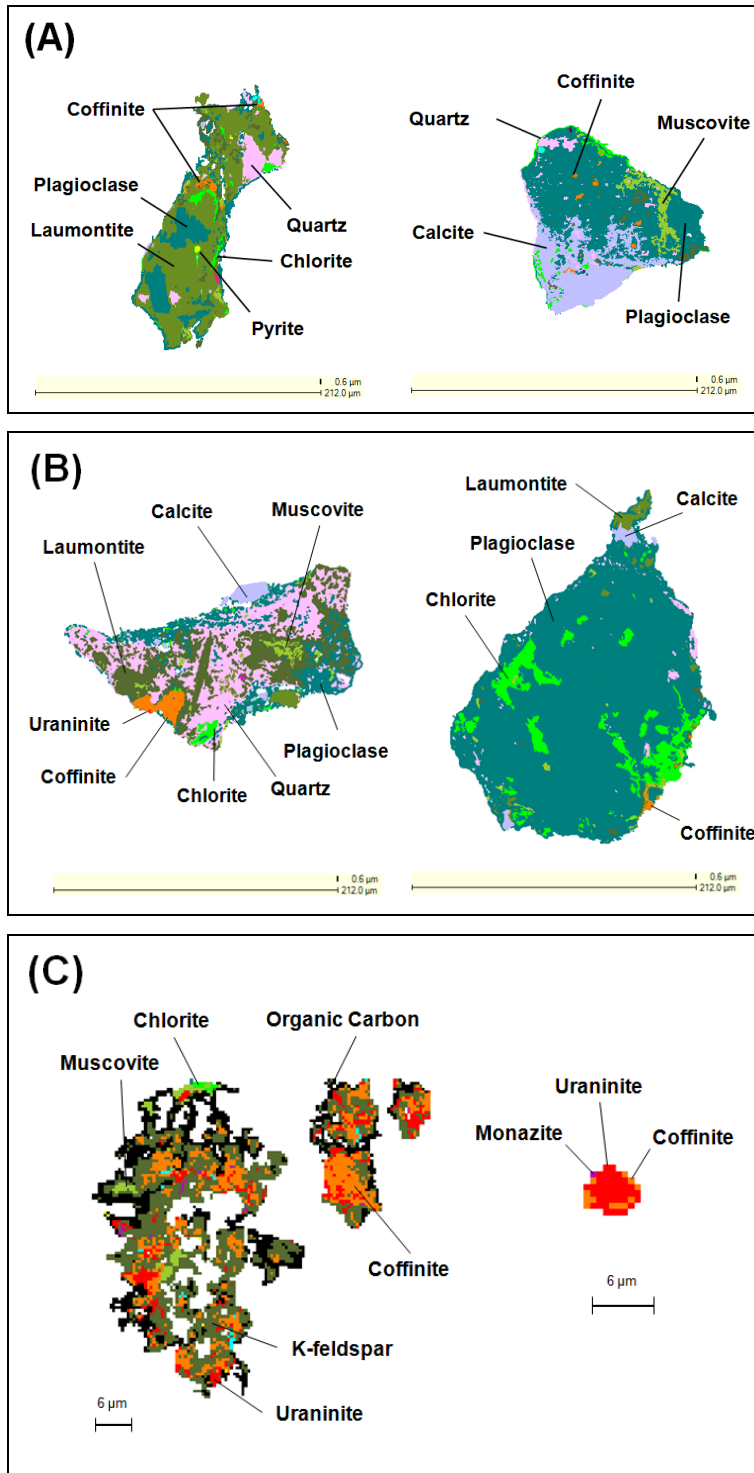 (A)
Coffinite
Plagioclase
Laumontite
Quartz
Chlorite
Pyrite
0.6 µm
212.0 µm
Coffinite
Quartz
Muscovite
Calcite
Plagioclase
0.6 µm
212.0 µm
(B)
Calcite
Muscovite
Laumontite
Uraninite
Coffinite
Chlorite
Quartz
Plagioclase
0.6 µm
212.0 µm
Laumontite
Calcite
Plagioclase
Chlorite
Coffinite
0.6 µm
212.0 µm
(C)
Chlorite
Muscovite
Organic Carbon
Coffinite
K-feldspar
Uraninite
6 µm
Uraninite
Monazite
Coffinite
6 µm